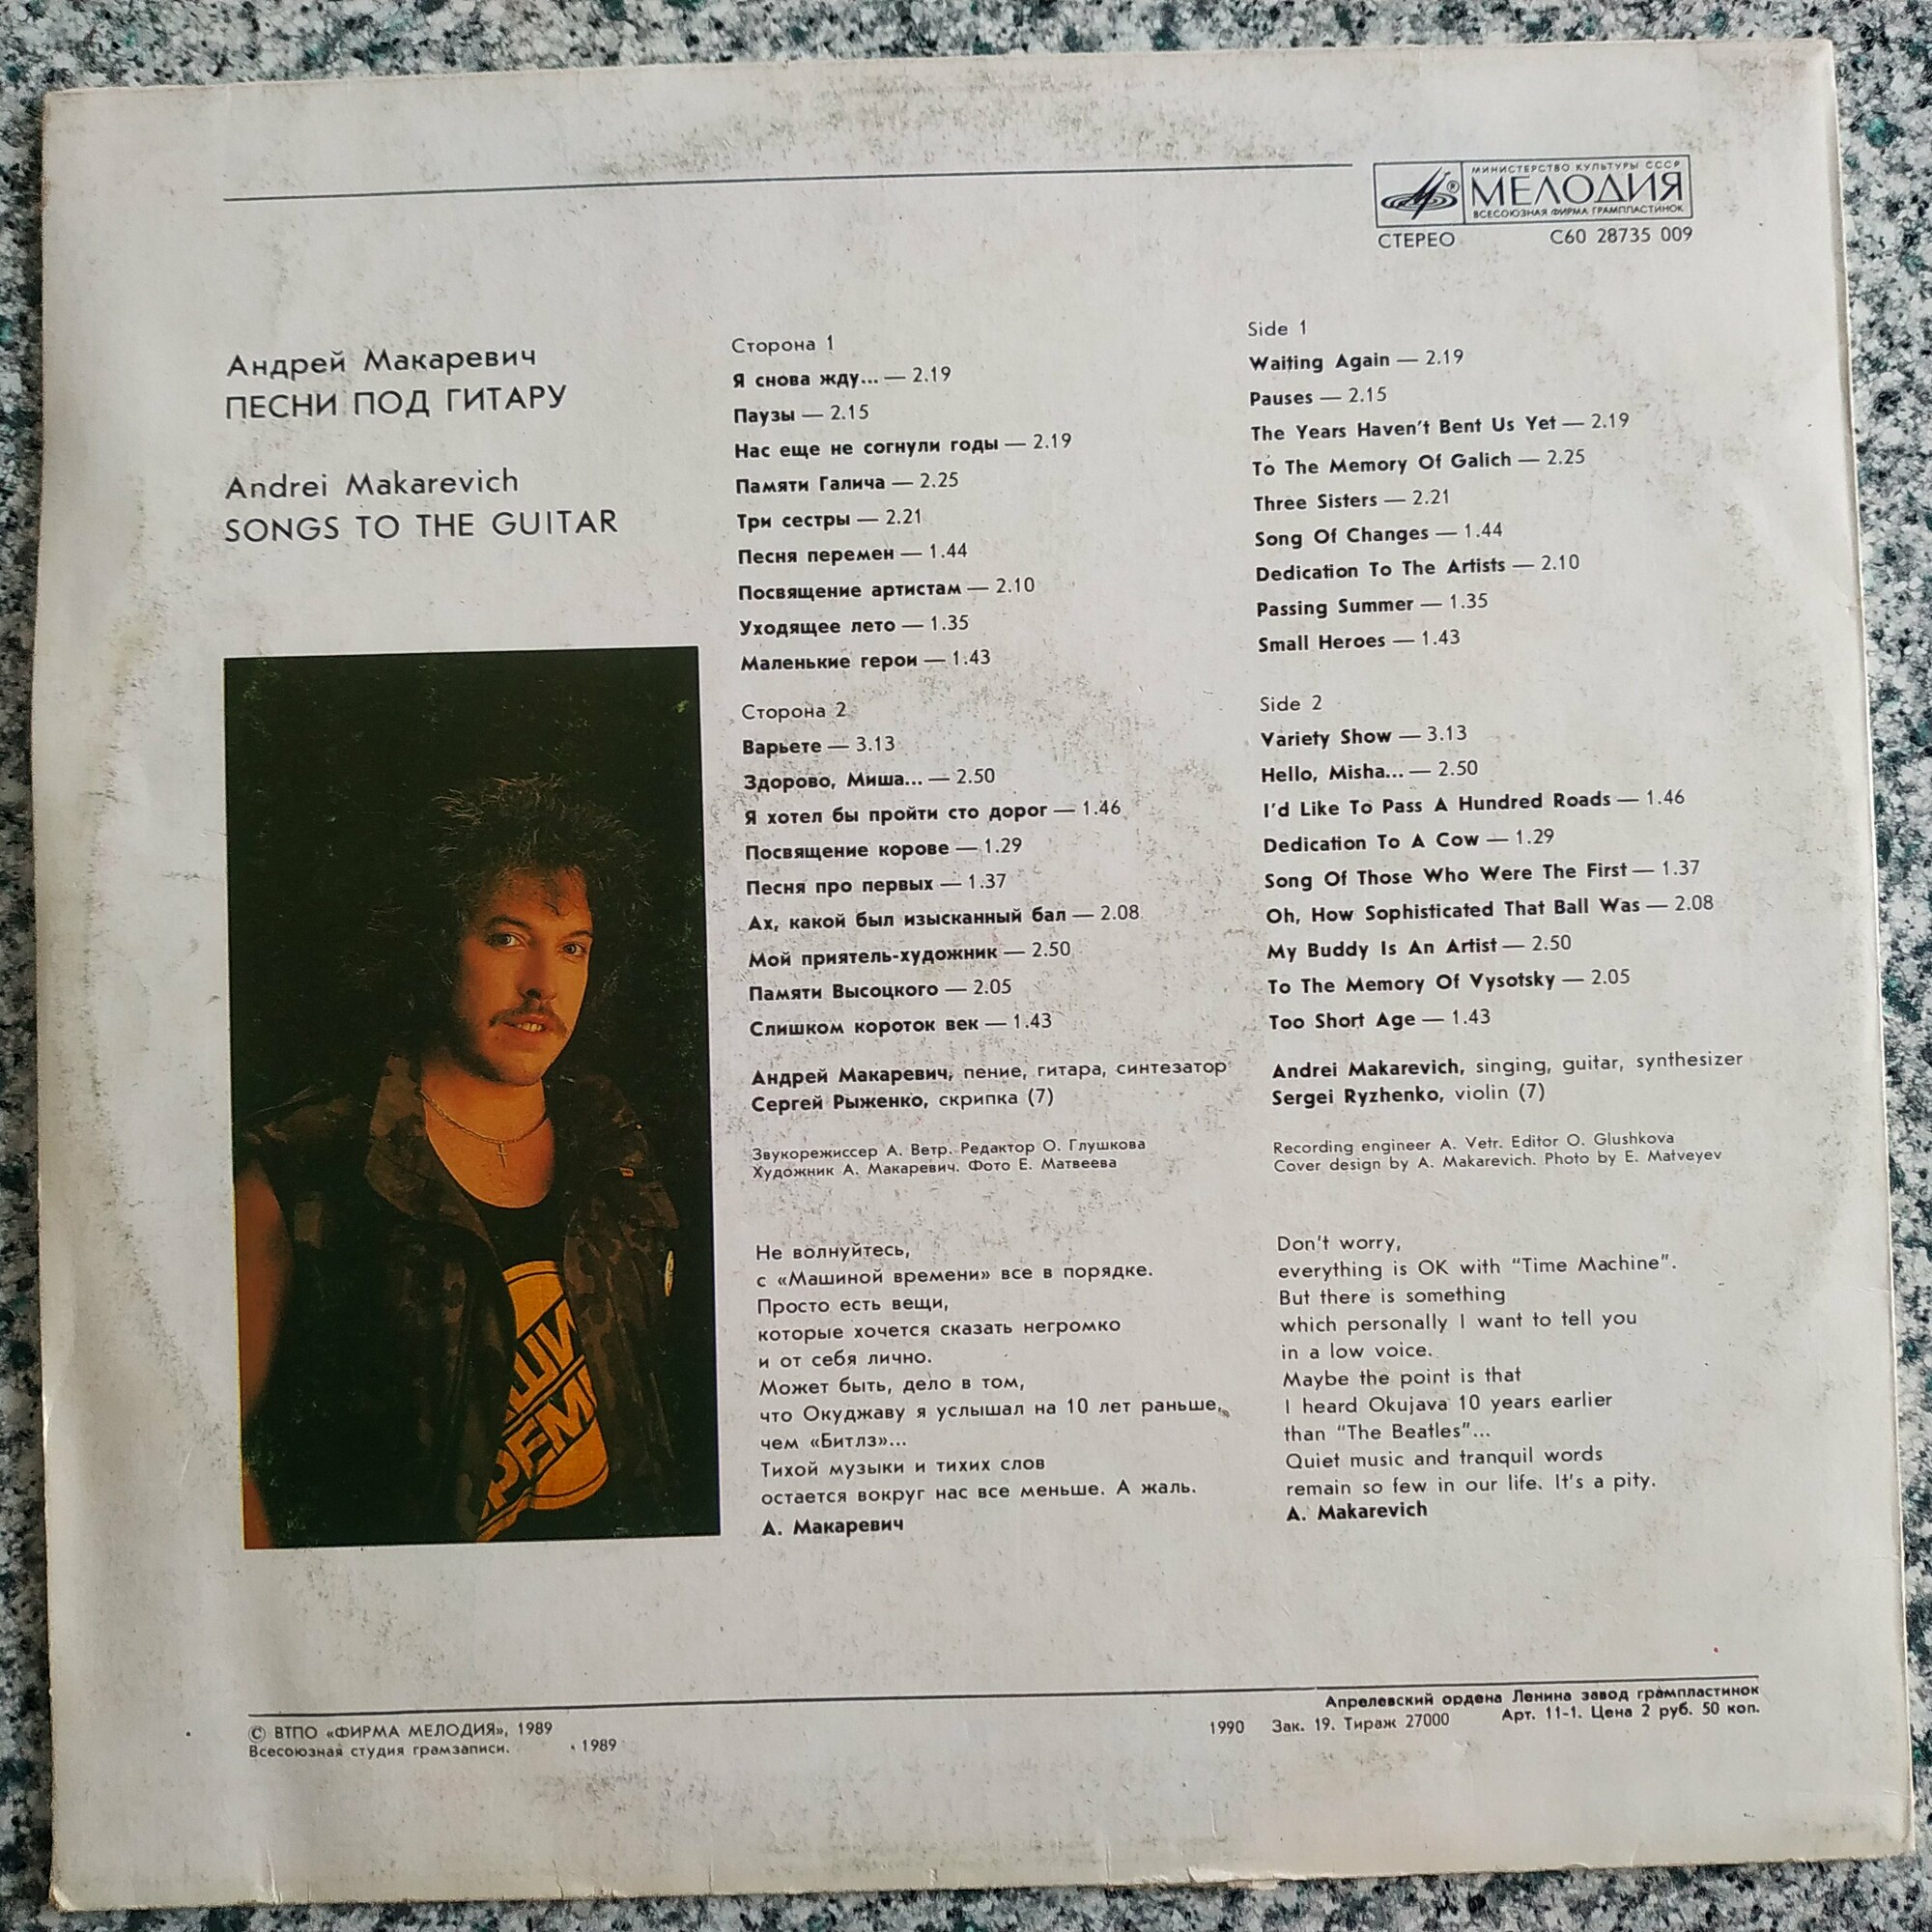 МИНИСТЕРСТВО КУЛЬТУРЫ СССР
МЕЛОДИЯ
ВСЕСОЮЗНАЯ ФИРМА ГРАМПЛАСТИНОК
СТЕРЕО С60 28735 009
Андрей Макаревич
ПЕСНИ ПОД ГИТАРУ
Andrei Makarevich
SONGS TO THE GUITAR
Сторона 1
Я снова жду... — 2.19
Паузы — 2.15
Нас еще не согнули годы — 2.19
Памяти Галича — 2.25
Три сестры — 2.21
Песня перемен — 1.44
Посвящение артистам — 2.10
Уходящее лето — 1.35
Маленькие герои — 1.43
Сторона 2
Варьете — 3.13
Здорово, Миша... — 2.50
Я хотел бы пройти сто дорог — 1.46
Посвящение корове — 1.29
Песня про первых — 1.37
Ах, какой был изысканный бал — 2.08
Мой приятель-художник — 2.50
Памяти Высоцкого — 2.05
Слишком короток век — 1.43
Андрей Макаревич, пение, гитара, синтезатор
Сергей Рыженко, скрипка (7)
Звукорежиссер А. Ветр. Редактор О. Глушкова
Художник А. Макаревич. Фото Е. Матвеева
Не волнуйтесь,
с «Машиной времени» все в порядке.
Просто есть вещи,
которые хочется сказать негромко
и от себя лично.
Может быть, дело в том,
что Окуджаву я услышал на 10 лет раньше,
чем «Битлз»...
Тихой музыки и тихих слов
остается вокруг нас все меньше. А жаль.
А. Макаревич
Side 1
Waiting Again — 2.19
Pauses — 2.15
The Years Haven't Bent Us Yet — 2.19
To The Memory Of Galich — 2.25
Three Sisters — 2.21
Song Of Changes — 1.44
Dedication To The Artists — 2.10
Passing Summer — 1.35
Small Heroes — 1.43
Side 2
Variety Show — 3.13
Hello, Misha... — 2.50
I'd Like To Pass A Hundred Roads — 1.46
Dedication To A Cow — 1.29
Song Of Those Who Were The First — 1.37
Oh, How Sophisticated That Ball Was — 2.08
My Buddy Is An Artist — 2.50
To The Memory Of Vysotsky — 2.05
Too Short Age — 1.43
Andrei Makarevich, singing, guitar, synthesizer
Sergei Ryzhenko, violin (7)
Recording engineer A. Vetr. Editor O. Glushkova
Cover design by A. Makarevich. Photo by E. Matveyev
Don't worry,
everything is OK with "Time Machine".
But there is something
which personally I want to tell you
in a low voice.
Maybe the point is that
I heard Okujava 10 years earlier
than "The Beatles"...
Quiet music and tranquil words
remain so few in our life. It's a pity.
A. Makarevich
© ВТПО «ФИРМА МЕЛОДИЯ», 1989
Всесоюзная студия грамзаписи. 1989
Апрелевский ордена Ленина завод грампластинок
1990 Зак. 19. Тираж 27000 Арт. 11-1. Цена 2 руб. 50 коп.